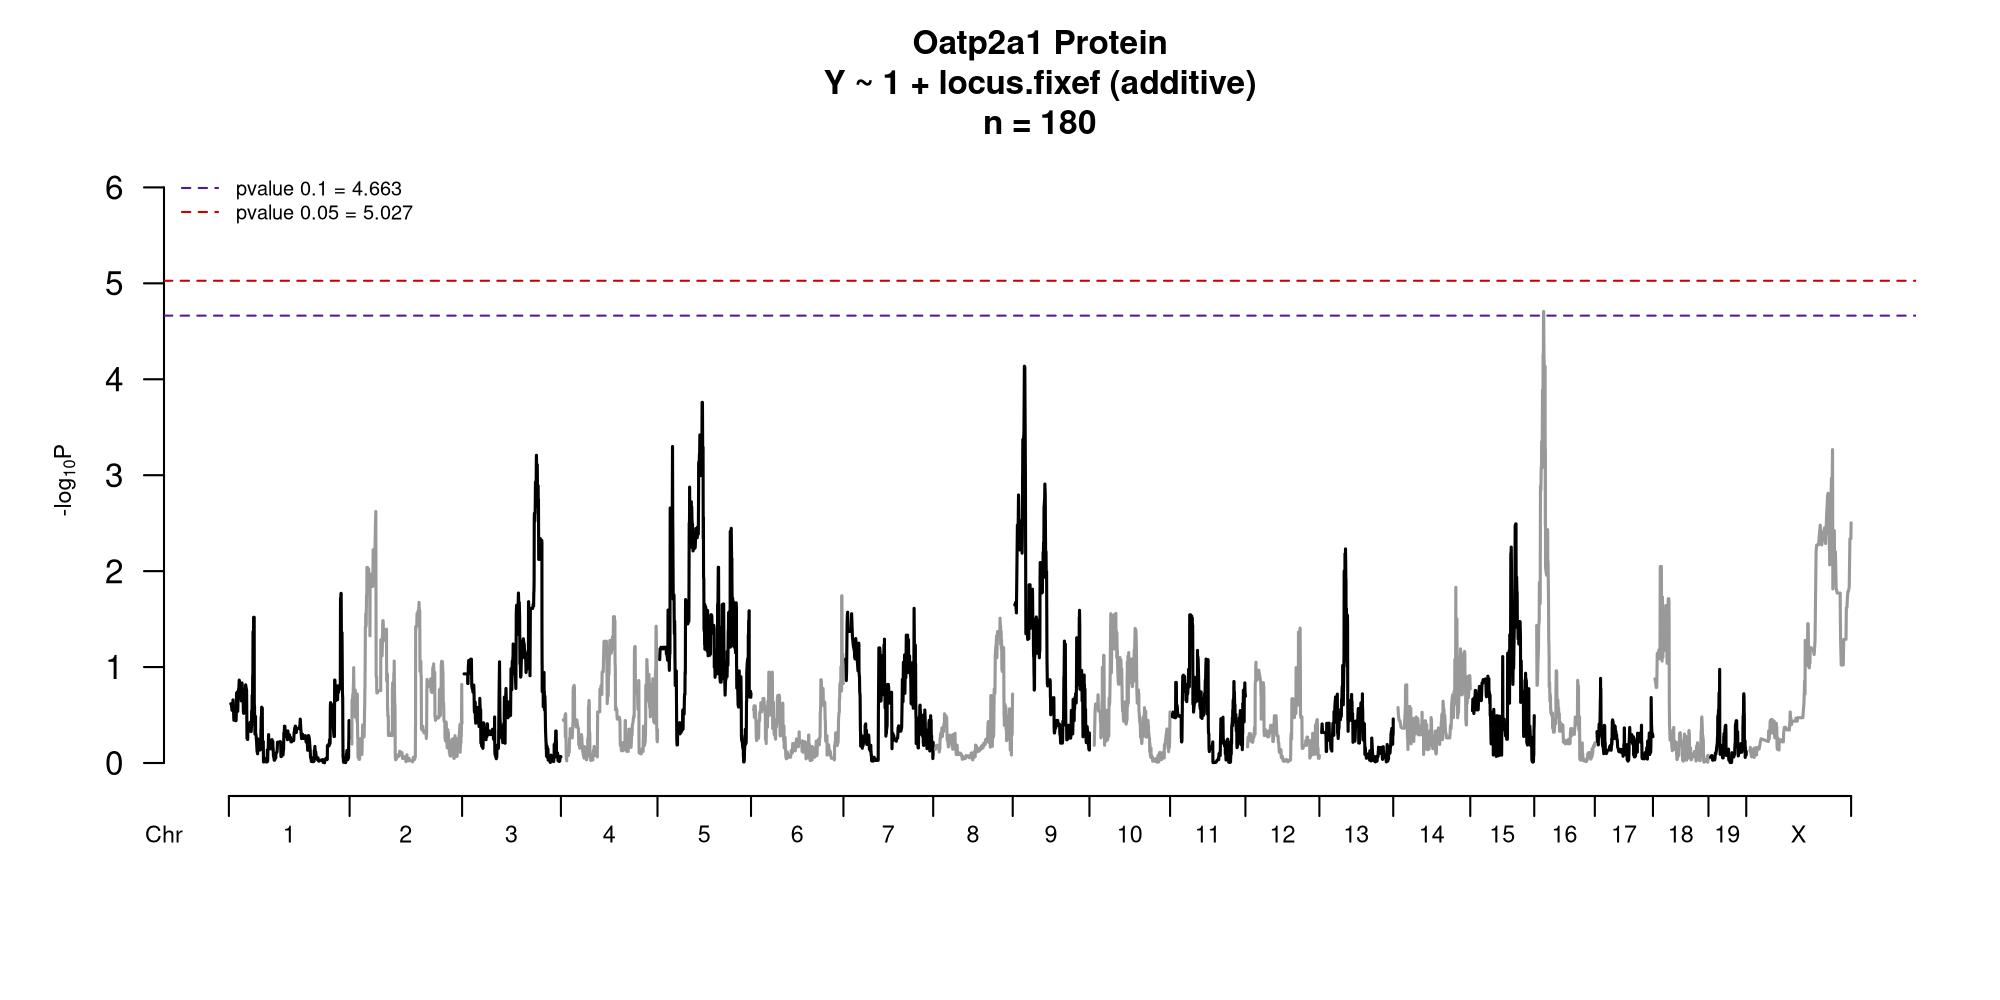 Oatp2a1 Protein
Y ~ 1 + locus.fixef (additive)
n = 180
pvalue 0.1 = 4.663
pvalue 0.05 = 5.027
6
5
4
3
2
1
0
-log10P
Chr 1 2 3 4 5 6 7 8 9 10 11 12 13 14 15 16 17 18 19 X